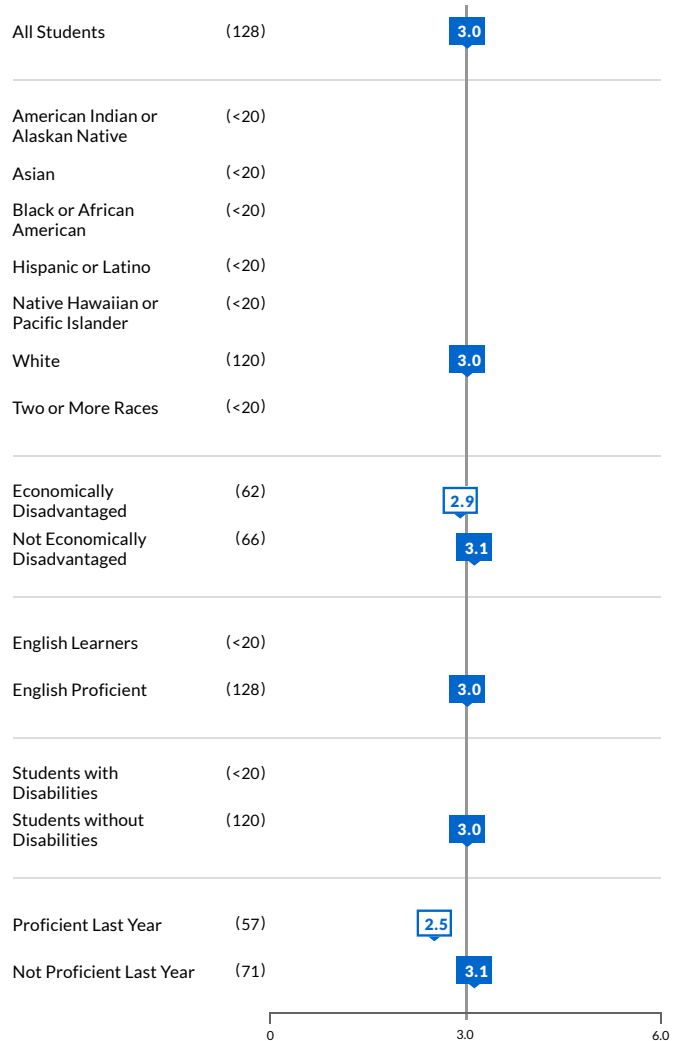 All Students (128) 3.0
American Indian or (<20)
Alaskan Native
Asian (<20)
Black or African (<20)
American
Hispanic or Latino (<20)
Native Hawaiian or (<20)
Pacific Islander
White (120) 3.0
Two or More Races (<20)
Economically (62) 2.9
Disadvantaged
Not Economically (66) 3.1
Disadvantaged
English Learners (<20)
English Proficient (128) 3.0
Students with (<20)
Disabilities
Students without (120) 3.0
Disabilities
Proficient Last Year (57) 2.5
Not Proficient Last Year (71) 3.1
0 3.0 6.0